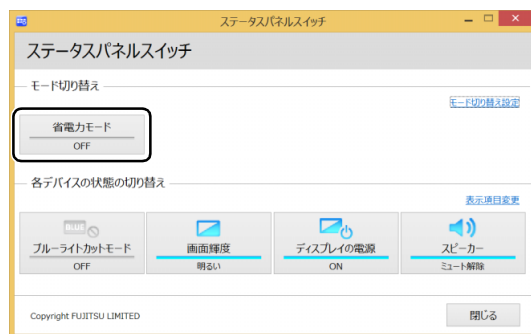 ステータスパネルスイッチ
ステータスパネルスイッチ
モード切り替え
モード切り替え設定
省電力モード
OFF
各デバイスの状態の切り替え
表示項目変更
BLUE
ブルーライトカットモード
OFF
画面輝度
明るい
ディスプレイの電源
ON
スピーカー
ミュート解除
Copyright FUJITSU LIMITED
閉じる